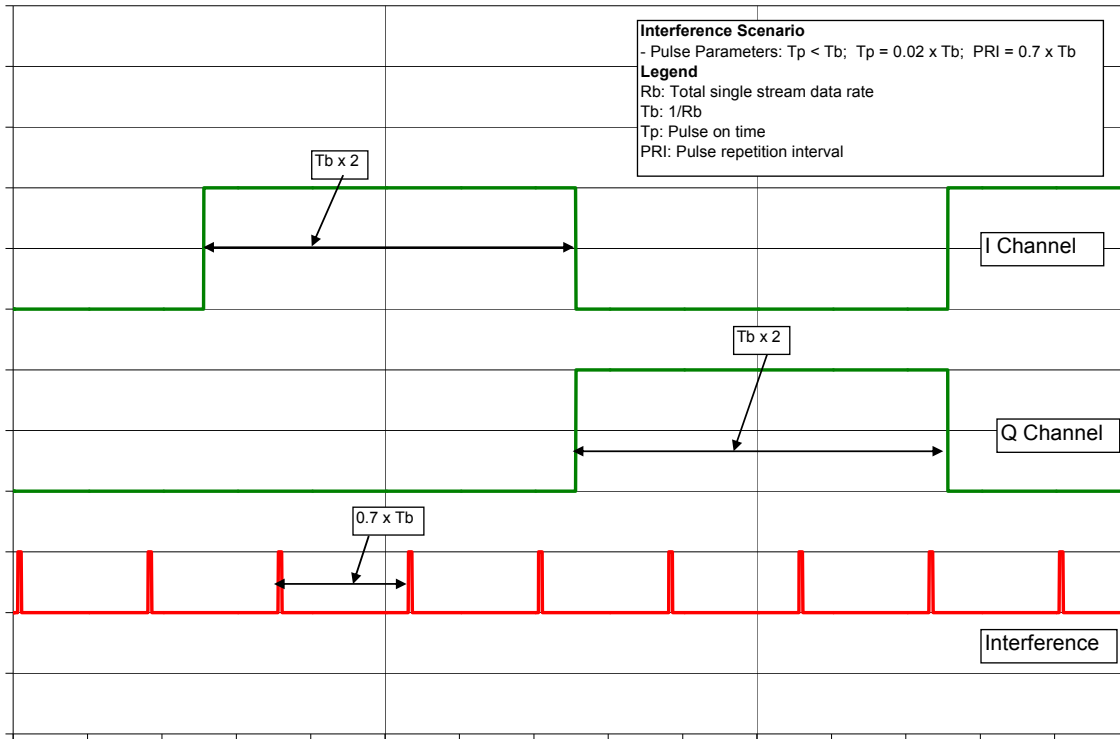 Interference Scenario
- Pulse Parameters: Tp < Tb;  Tp = 0.02 x Tb;  PRI = 0.7 x Tb
Legend
Rb: Total single stream data rate
Tb: 1/Rb
Tp: Pulse on time
PRI: Pulse repetition interval
Tb x 2
I Channel
Tb x 2
Q Channel
0.7 x Tb
Interference